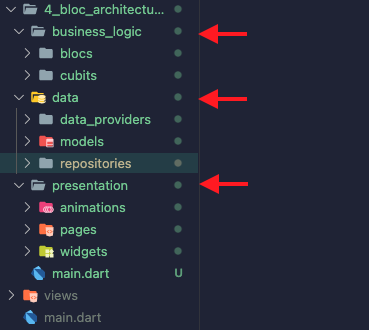 4_bloc_architectu...
business_logic
blocs
cubits
data
data_providers
models
repositories
presentation
animations
pages
widgets
main.dart U
views
main.dart